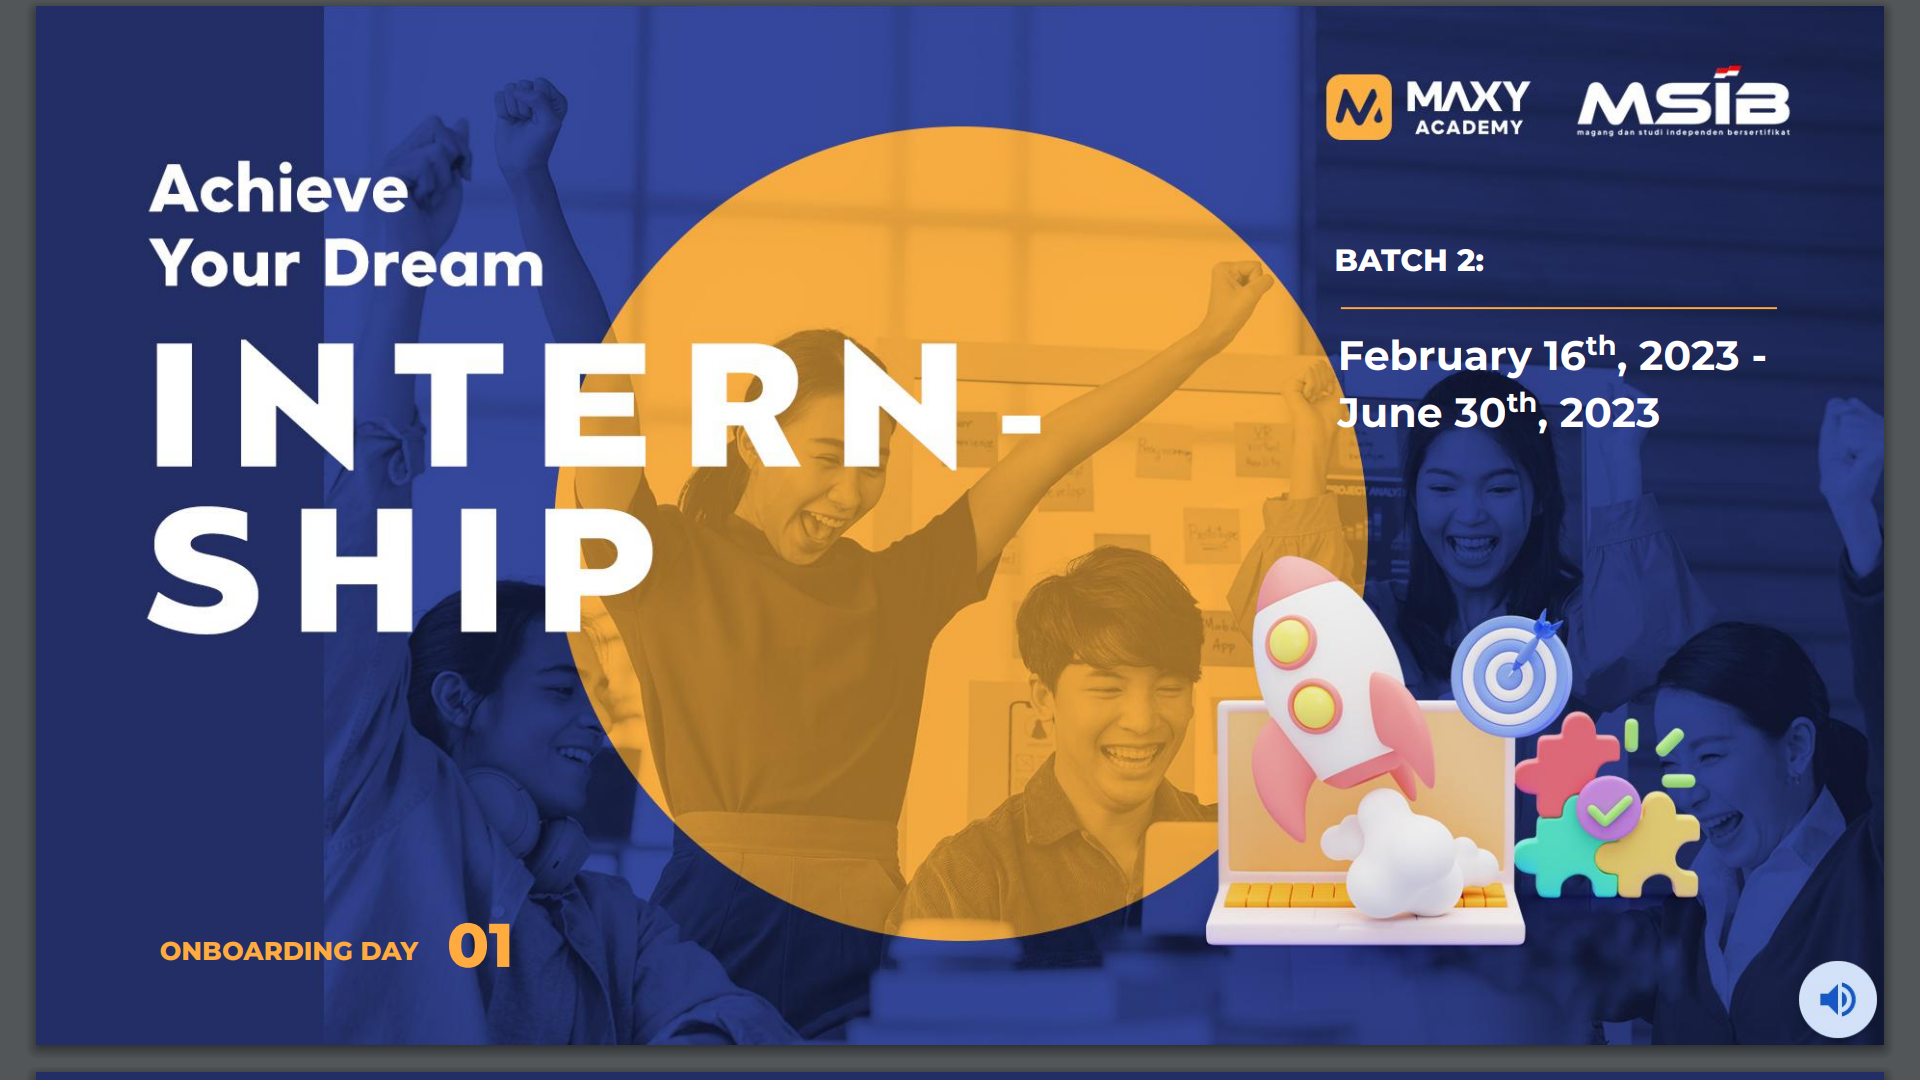 MAXY
ACADEMY
MSIB
magang dan studi independen bersertifikat
Achieve
Your Dream
INTERN-
SHIP
BATCH 2:
February 16th, 2023 -
June 30th, 2023
Prototype
ONBOARDING DAY 01